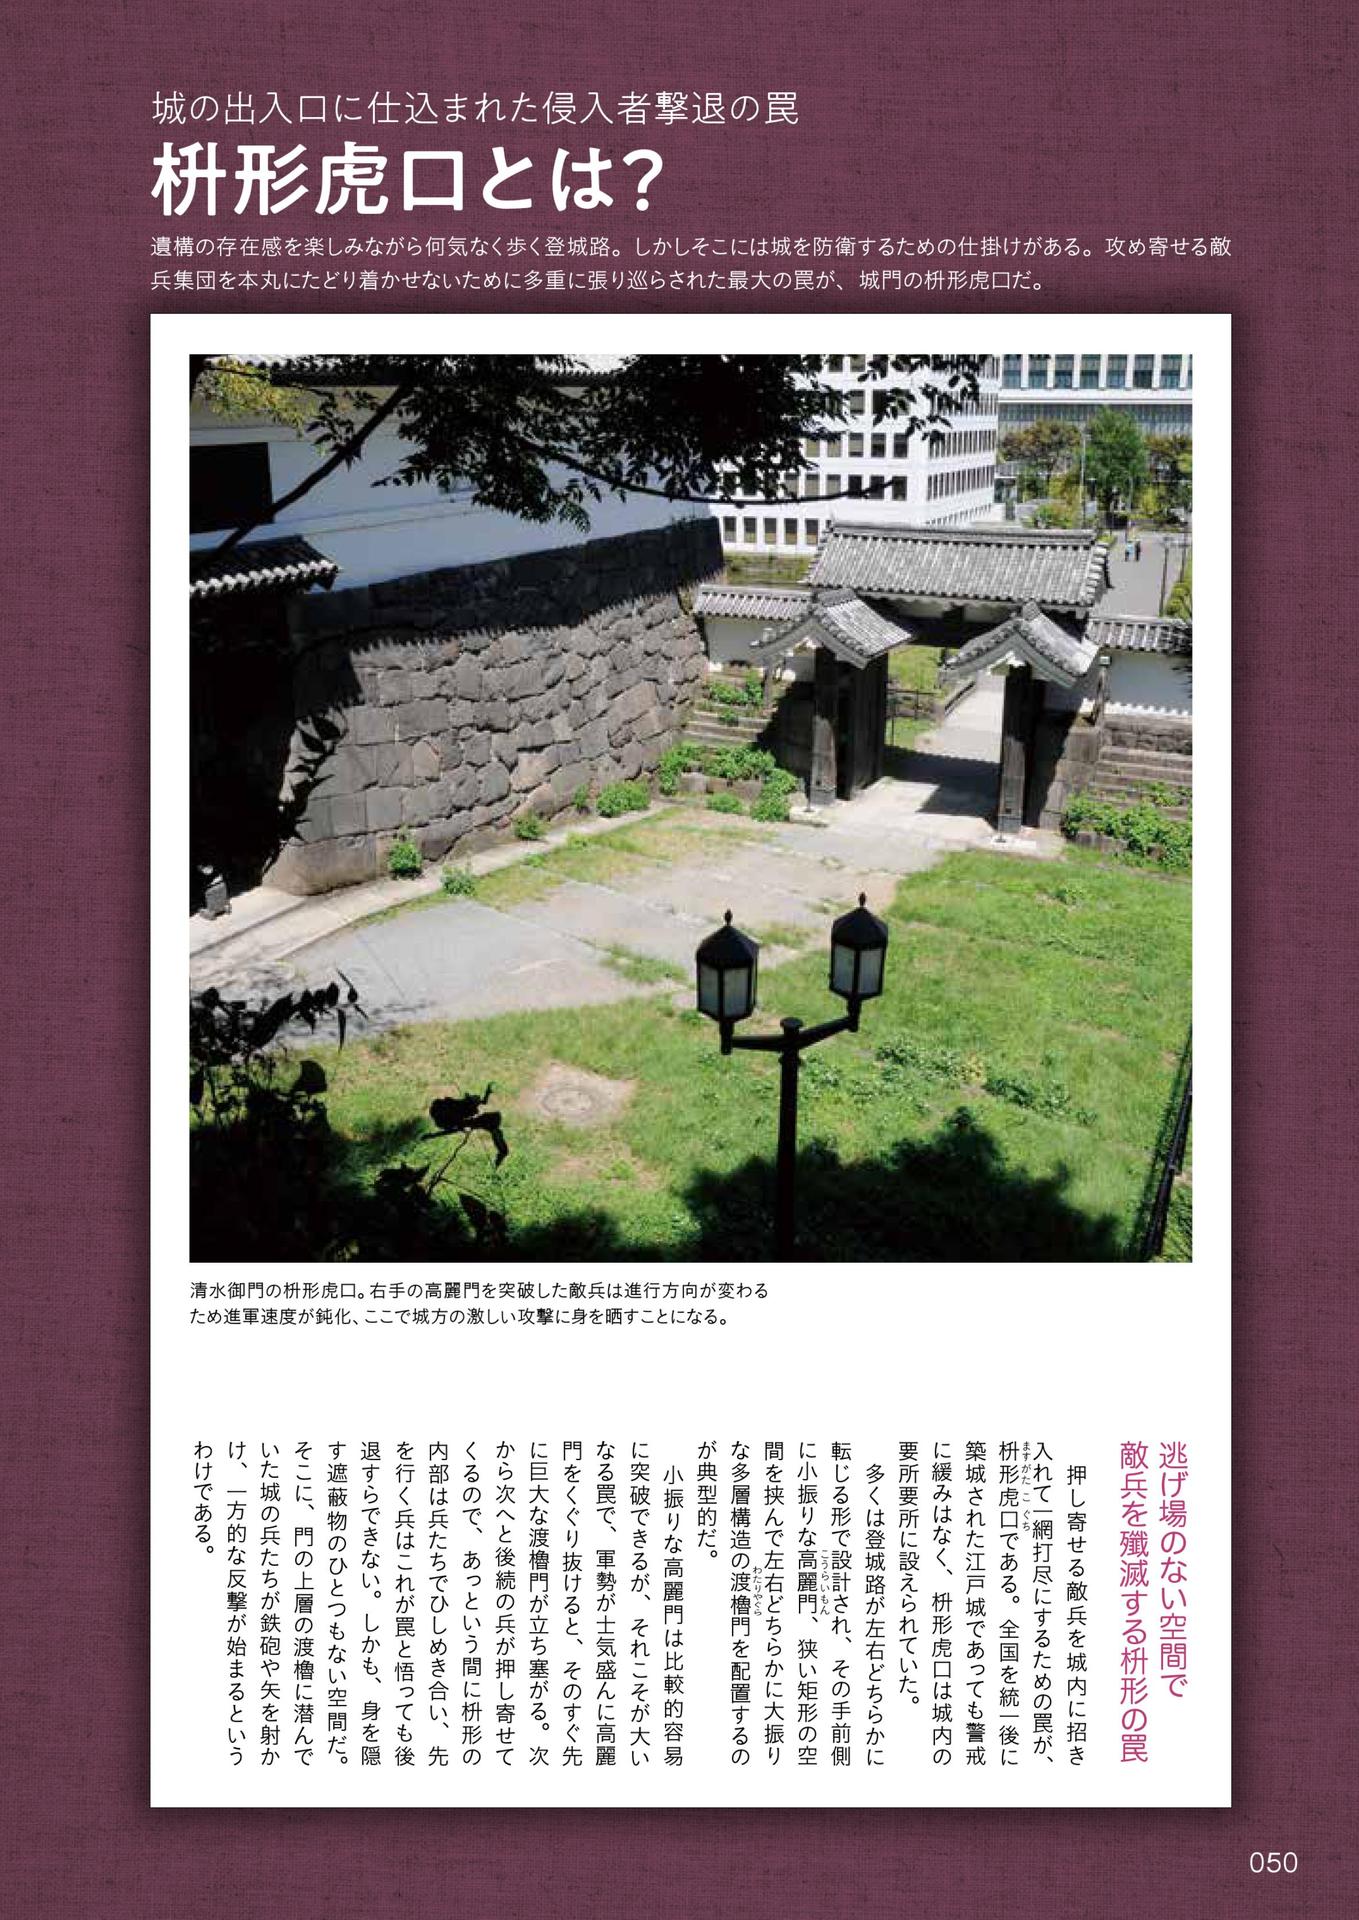 城の出入口に仕込まれた侵入者撃退の罠
枡形虎口とは?
遺構の存在感を楽しみながら何気なく歩く登城路。しかしそこには城を防衛するための仕掛けがある。攻め寄せる敵
兵集団を本丸にたどり着かせないために多重に張り巡らされた最大の罠が、城門の枡形虎口だ。
清水御門の枡形虎口。右手の高麗門を突破した敵兵は進行方向が変わる
ため進軍速度が鈍化、ここで城方の激しい攻撃に身を晒すことになる。
逃げ場のない空間で
敵兵を殲滅する枡形の罠
押し寄せる敵兵を城内に招き
入れて一網打尽にするための罠が、
枡形虎口である。全国を統一後に
ますがたこぐち
築城された江戸城であっても警戒
に緩みはなく、枡形虎口は城内の
要所要所に設えられていた。
多くは登城路が左右どちらかに
転じる形で設計され、その手前側
に小振りな高麗門、狭い矩形の空
こうらいもん
間を挟んで左右どちらかに大振り
な多層構造の渡櫓門を配置するの
わたりやぐら
が典型的だ。
小振りな高麗門は比較的容易
に突破できるが、それこそが大い
なる罠で、軍勢が士気盛んに高麗
門をくぐり抜けると、そのすぐ先
に巨大な渡櫓門が立ち塞がる。次
から次へと後続の兵が押し寄せて
くるので、あっという間に枡形の
内部は兵たちでひしめき合い、先
を行く兵はこれが罠と悟っても後
退すらできない。しかも、身を隠
す遮蔽物のひとつもない空間だ。
そこに、門の上層の渡櫓に潜んで
いた城の兵たちが鉄砲や矢を射か
け、一方的な反撃が始まるという
わけである。
050